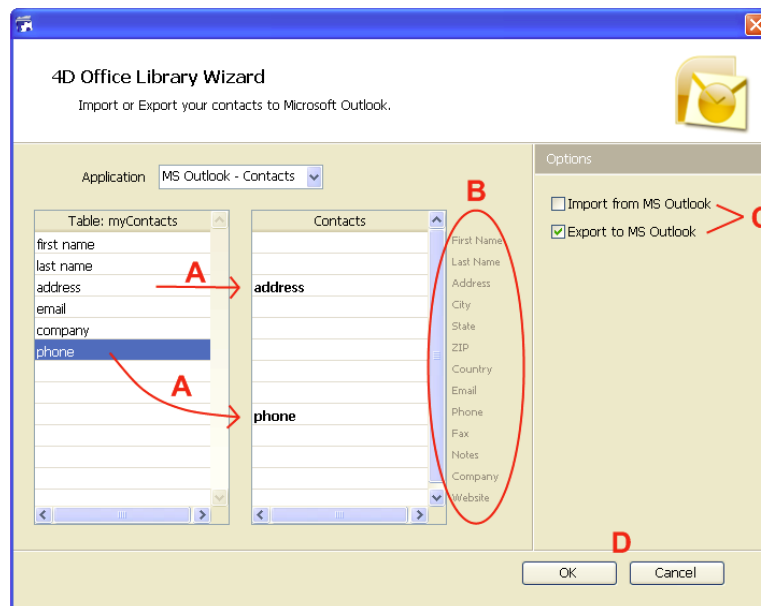 4D Office Library Wizard
Import or Export your contacts to Microsoft Outlook.
Application MS Outlook - Contacts
Options
B
Import from MS Outlook
C
Export to MS Outlook
Table: myContacts
first name
last name
address
email
company
phone
A
A
Contacts
address
phone
First Name
Last Name
Address
City
State
ZIP
Country
Email
Phone
Fax
Notes
Company
Website
D
OK
Cancel